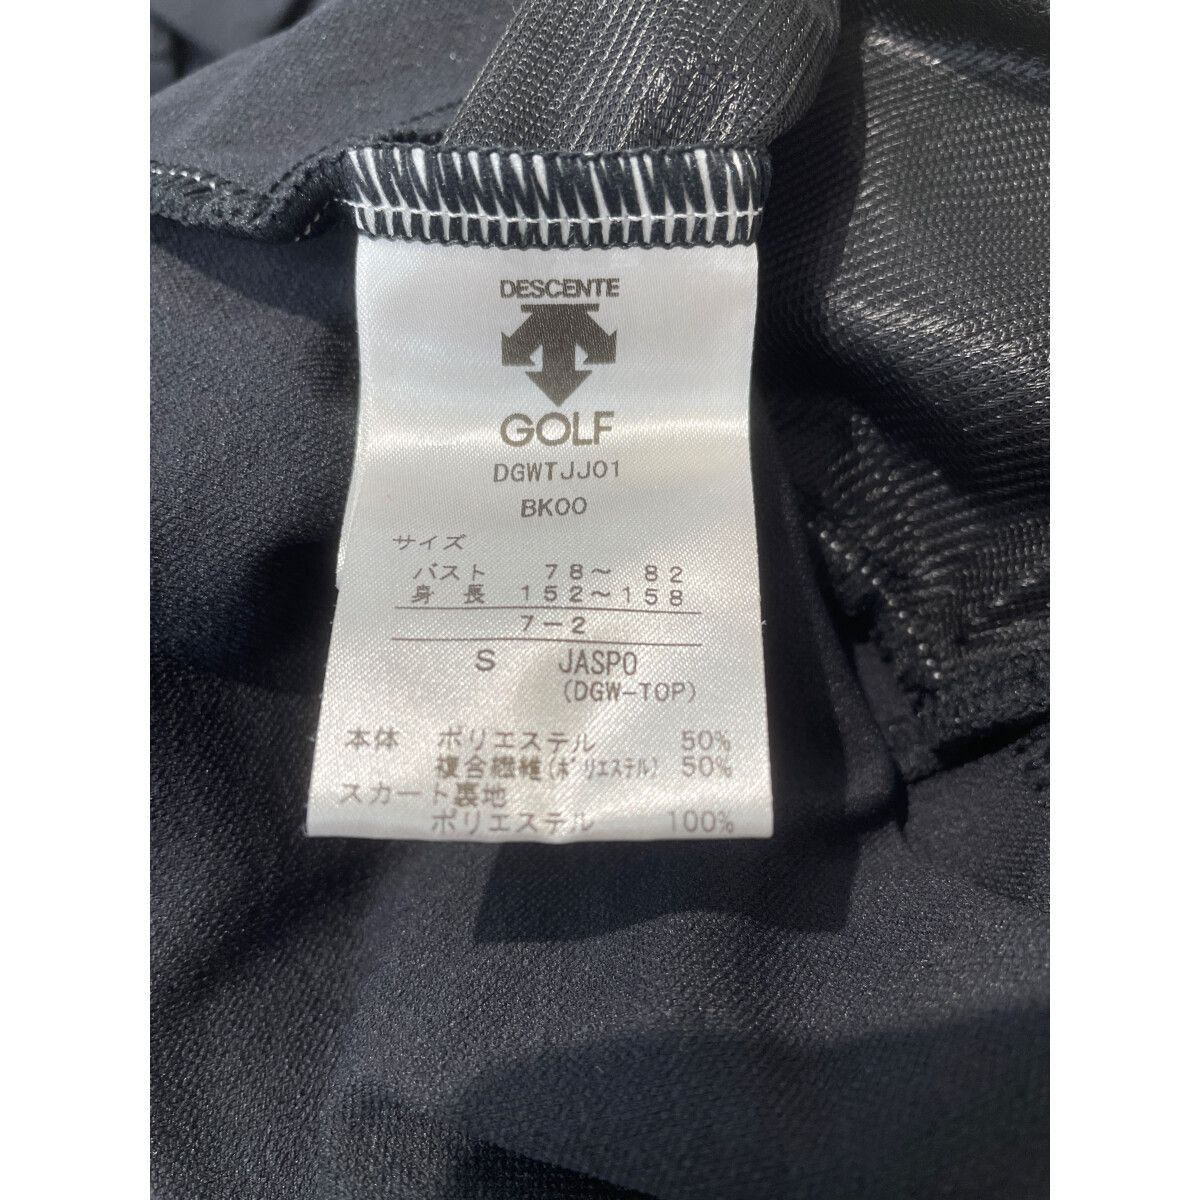 DESCENTE
GOLF
DGWTJJ01
BK00
サイズ
バスト 78〜 82
身 長 152〜158
7-2
S JASPO
(DGW-TOP)
本体 ポリエステル 50%
複合繊維(ポリエステル) 50%
スカート裏地
ポリエステル 100%